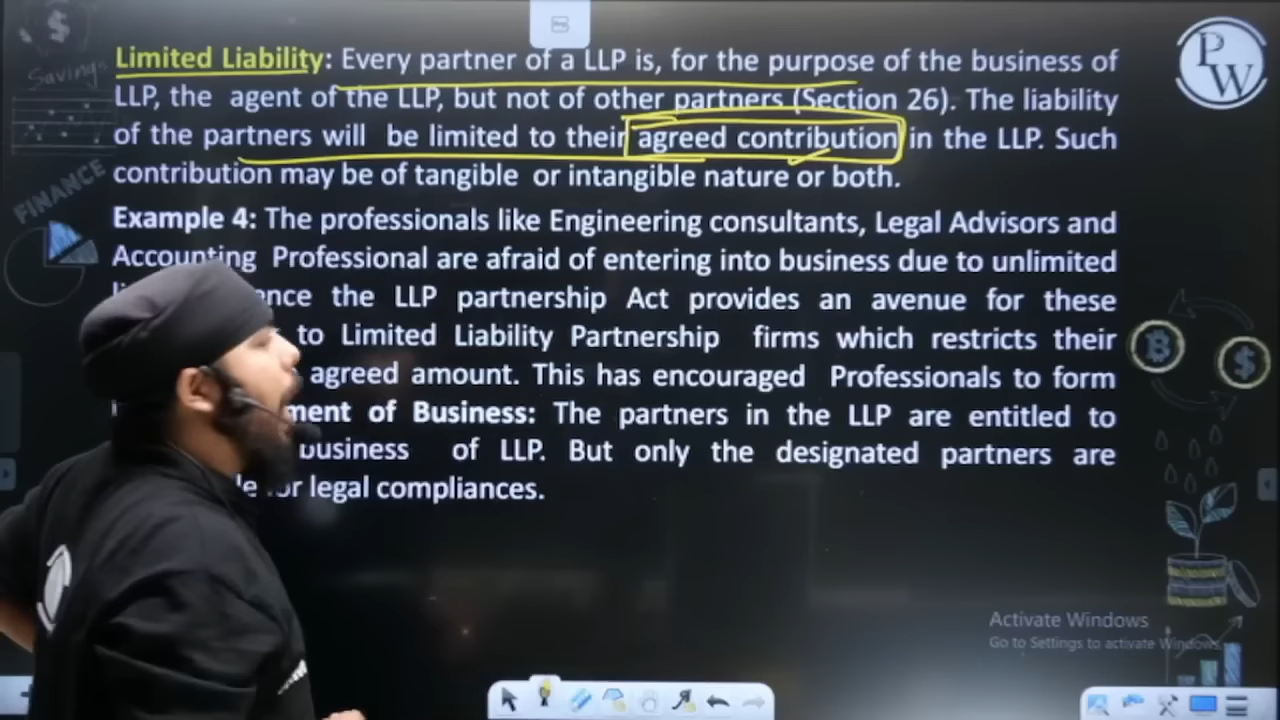 Savings
Limited Liability: Every partner of a LLP is, for the purpose of the business of
LLP, the agent of the LLP, but not of other partners (Section 26). The liability
of the partners will be limited to their agreed contribution in the LLP. Such
contribution may be of tangible or intangible nature or both.
FINANCE
Example 4: The professionals like Engineering consultants, Legal Advisors and
Accounting Professional are afraid of entering into business due to unlimited
the LLP partnership Act provides an avenue for these
to Limited Liability Partnership firms which restricts their
agreed amount. This has encouraged Professionals to form
of Business: The partners in the LLP are entitled to
business of LLP. But only the designated partners are
legal compliances.
PW
Activate Windows
Go to Settings to activate Windows.